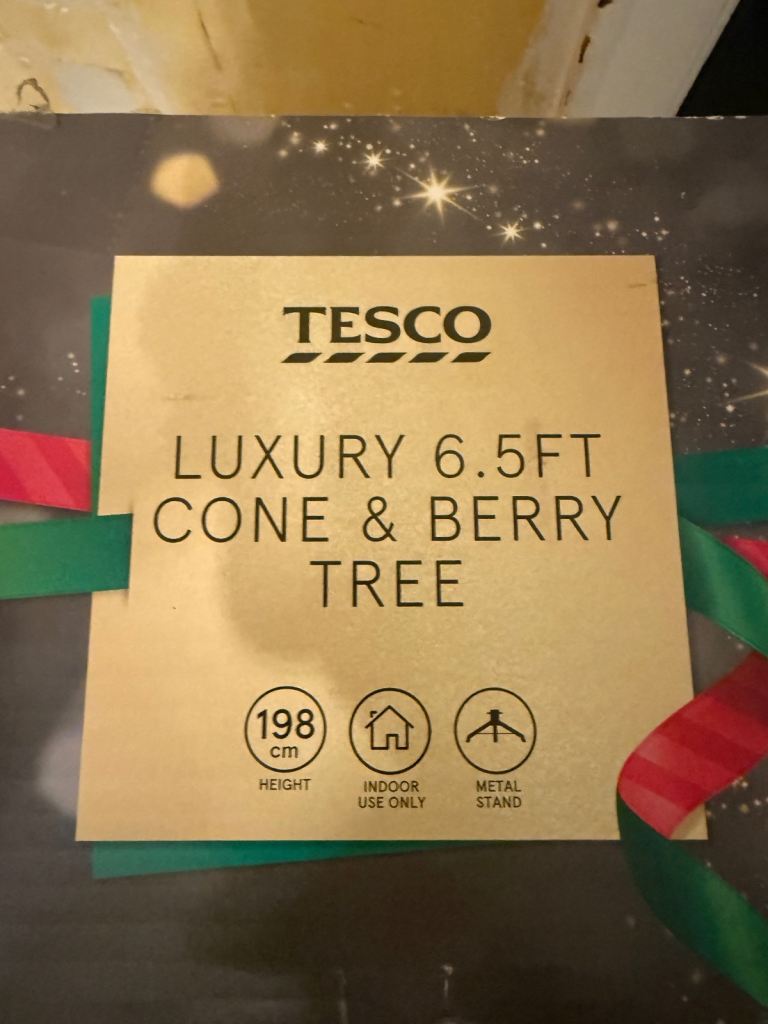 TESCO
LUXURY 6.5FT
CONE & BERRY
TREE
198
cm
HEIGHT
INDOOR
USE ONLY
METAL
STAND